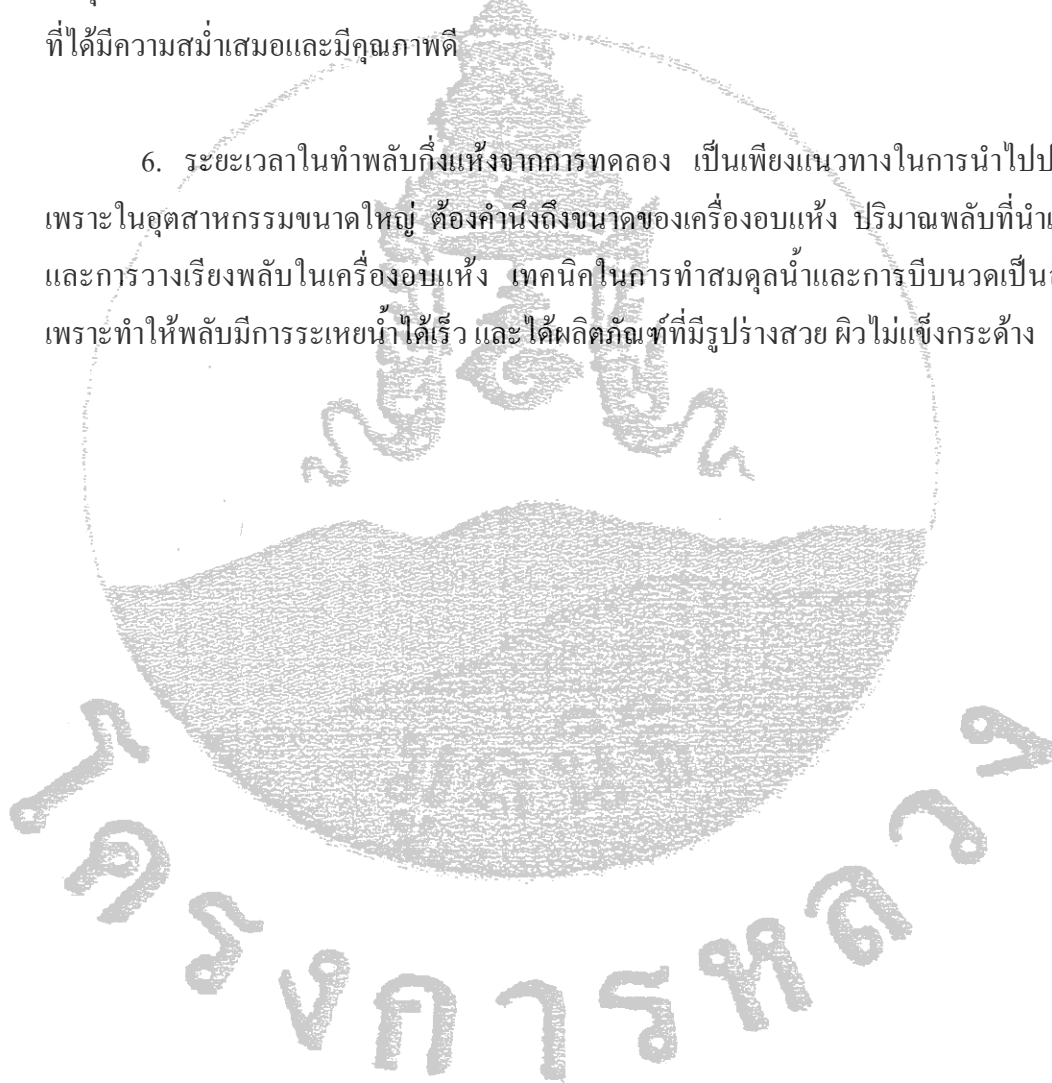 ที่ได้มีความสม่ำเสมอและมีคุณภาพดี
6. ระยะเวลาในทำพลับกึ่งแห้งจากการทดลอง เป็นเพียงแนวทางในการนำไป
เพราะในอุตสาหกรรมขนาดใหญ่ ต้องคำนึงถึงขนาดของเครื่องอบแห้ง ปริมาณพลับที่นำ
และการวางเรียงพลับในเครื่องอบแห้ง เทคนิคในการทำสมดุลน้ำและการบีบนวดเป็น
เพราะทำให้พลับมีการระเหยน้ำได้เร็ว และได้ผลิตภัณฑ์ที่มีรูปร่างสวย ผิวไม่แข็งกระด้าง
โครงการหลวง